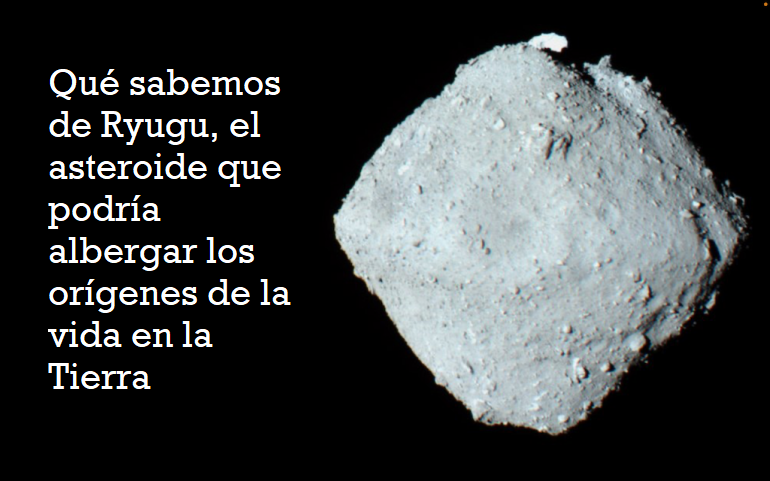 Qué sabemos
de Ryugu, el
asteroide que
podría
albergar los
orígenes de la
vida en la
Tierra